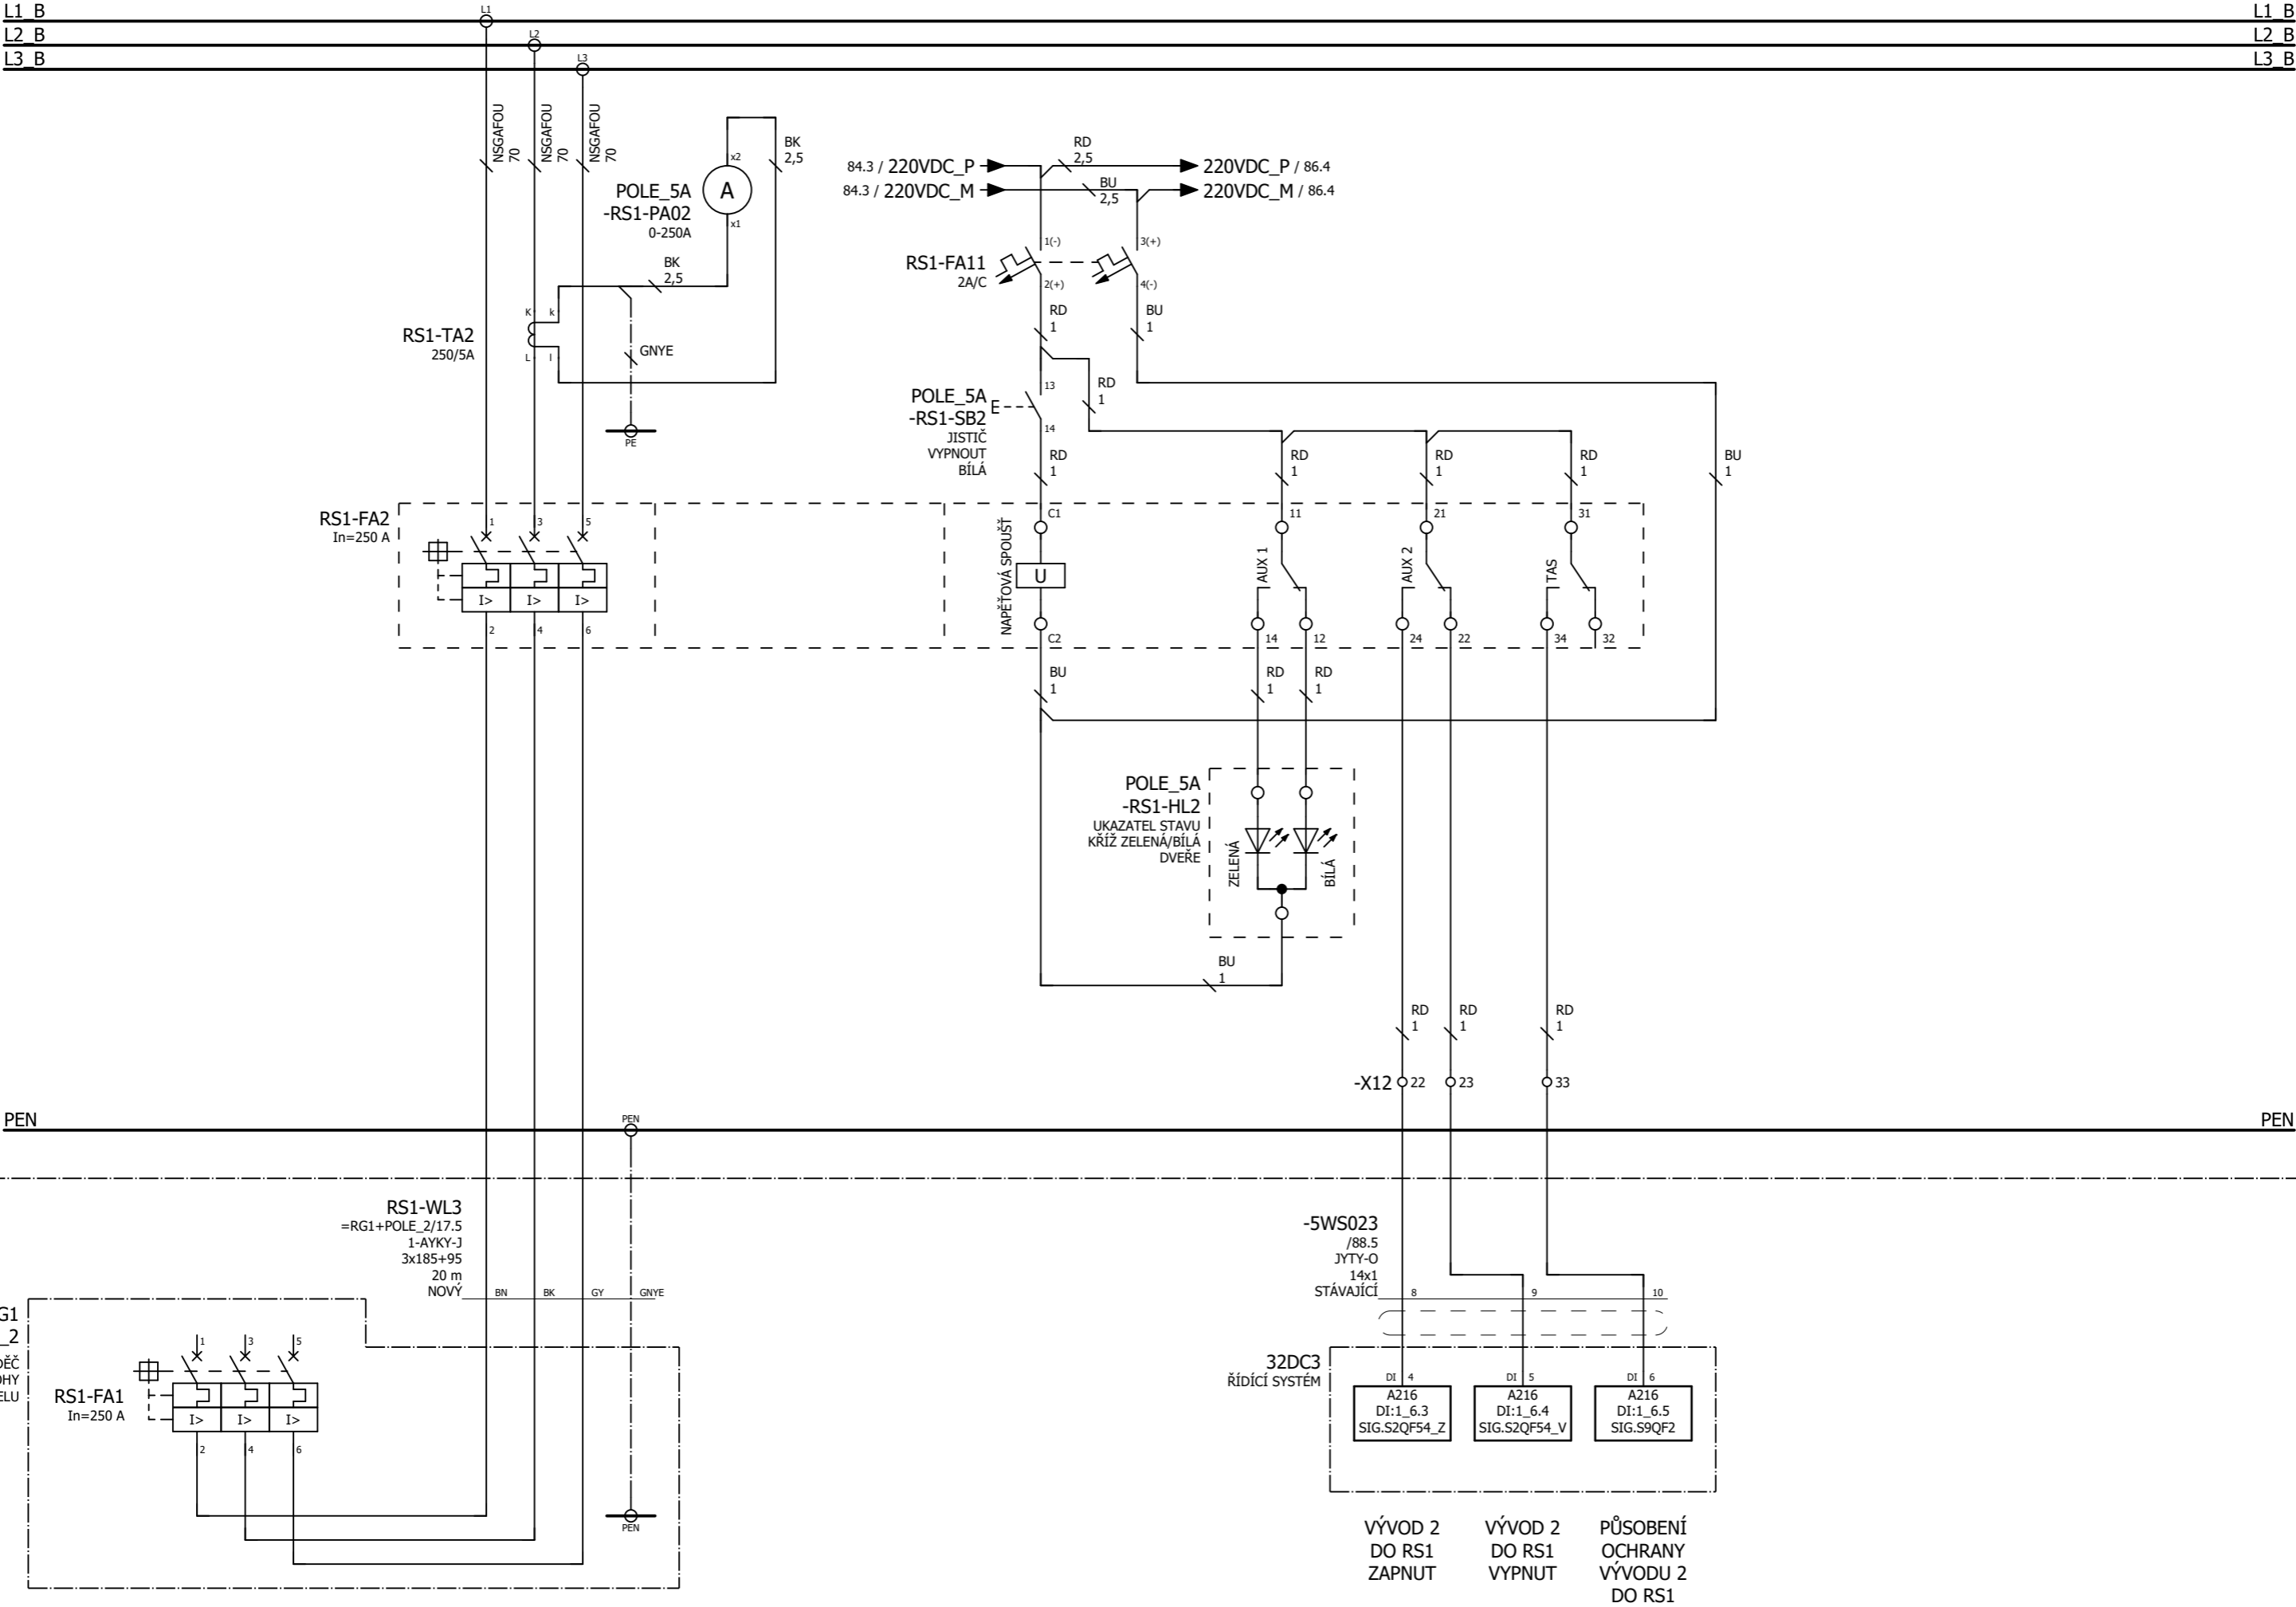 L1_B
L1_B
L2_B
L2_B
L3_B
L3_B
L1
L2
L3
NSGAFOU
70
NSGAFOU
70
NSGAFOU
70
POLE_5A
-RS1-PA02
0-250A
x2
A
x1
BK
2,5
BK
2,5
RS1-TA2
250/5A
K
k
L
l
GNYE
PE
84.3 / 220VDC_P
RD
2,5
220VDC_P / 86.4
84.3 / 220VDC_M
BU
2,5
220VDC_M / 86.4
RS1-FA11
2A/C
1(-)
2(+)
3(+)
4(-)
RD
1
BU
1
POLE_5A
-RS1-SB2
JISTIČ
VYPNOUT
BÍLÁ
13
14
RD
1
RD
1
RD
1
RD
1
RD
1
BU
1
RS1-FA2
In=250 A
1
3
5
I>
I>
I>
2
4
6
NAPĚŤOVÁ SPOUŠŤ
C1
U
C2
AUX 1
11
14
12
AUX 2
21
24
22
TAS
31
34
32
BU
1
RD
1
RD
1
POLE_5A
-RS1-HL2
UKAZATEL STAVU
KŘÍŽ ZELENÁ/BÍLÁ
DVEŘE
ZELENÁ
BÍLÁ
BU
1
RD
1
RD
1
RD
1
-X12
22
23
33
PEN
PEN
PEN
RS1-WL3
=RG1+POLE_2/17.5
1-AYKY-J
3x185+95
20 m
NOVÝ
BN
BK
GY
GNYE
-5WS023
/88.5
JYTY-O
14x1
STÁVAJÍCÍ
8
9
10
G1
_2
DĚČ
OHY
ELU
RS1-FA1
In=250 A
1
3
5
I>
I>
I>
2
4
6
PEN
32DC3
ŘÍDÍCÍ SYSTÉM
DI 4
A216
DI:1_6.3
SIG.S2QF54_Z
DI 5
A216
DI:1_6.4
SIG.S2QF54_V
DI 6
A216
DI:1_6.5
SIG.S9QF2
VÝVOD 2
DO RS1
ZAPNUT
VÝVOD 2
DO RS1
VYPNUT
PŮSOBENÍ
OCHRANY
VÝVODU 2
DO RS1